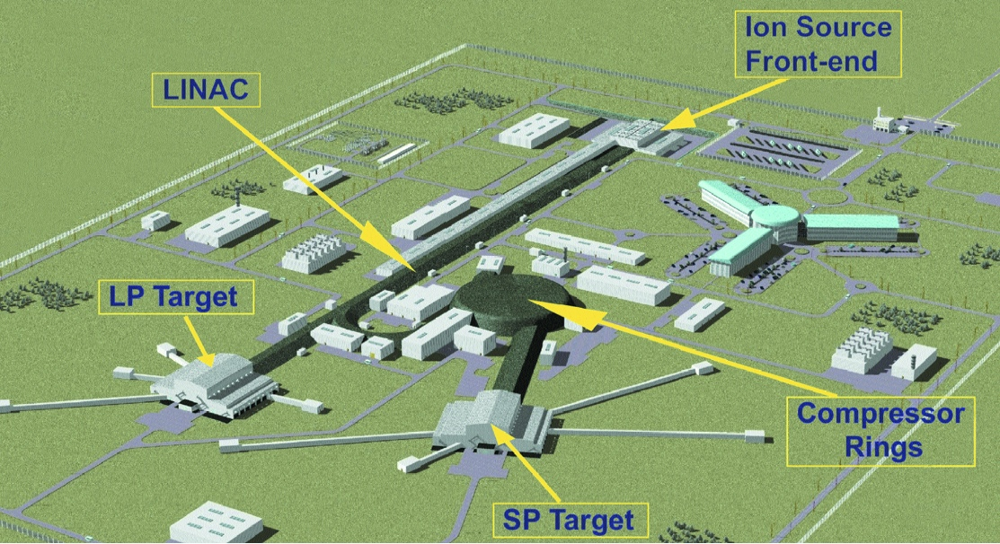 Ion Source
Front-end
LINAC
LP Target
Compressor
Rings
SP Target